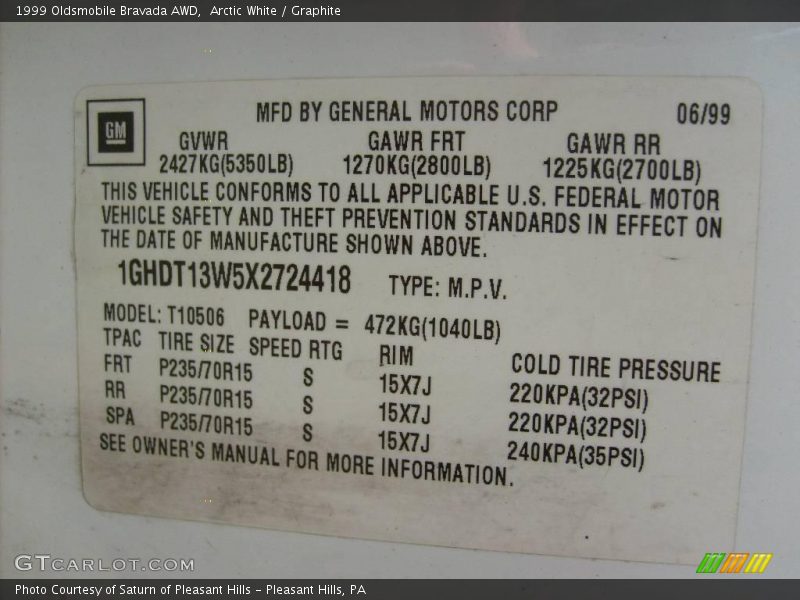 1999 Oldsmobile Bravada AWD,  Arctic White / Graphite
MFD BY GENERAL MOTORS CORP 06/99
GM
GVWR GAWR FRT GAWR RR
2427KG(5350LB) 1270KG(2800LB) 1225KG(2700LB)
THIS VEHICLE CONFORMS TO ALL APPLICABLE U.S. FEDERAL MOTOR
VEHICLE SAFETY AND THEFT PREVENTION STANDARDS IN EFFECT ON
THE DATE OF MANUFACTURE SHOWN ABOVE.
1GHDT13W5X2724418 TYPE: M.P.V.
MODEL: T10506 PAYLOAD = 472KG(1040LB)
TPAC TIRE SIZE SPEED RTG RIM COLD TIRE PRESSURE
FRT P235/70R15 S 15X7J 220KPA(32PSI)
RR P235/70R15 S 15X7J 220KPA(32PSI)
SPA P235/70R15 S 15X7J 240KPA(35PSI)
SEE OWNER'S MANUAL FOR MORE INFORMATION.
GTCARLOT.COM
Photo Courtesy of Saturn of Pleasant Hills - Pleasant Hills, PA